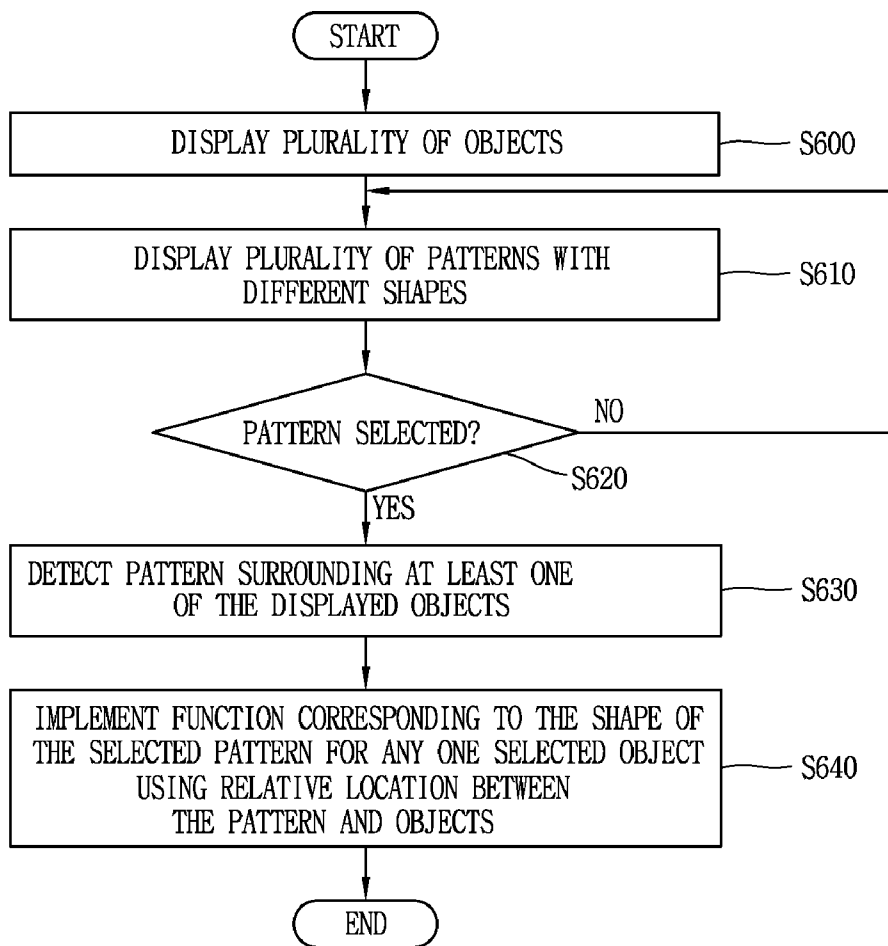 START
DISPLAY PLURALITY OF OBJECTS
S600
DISPLAY PLURALITY OF PATTERNS WITH
DIFFERENT SHAPES
S610
PATTERN SELECTED?
NO
S620
YES
DETECT PATTERN SURROUNDING AT LEAST ONE
OF THE DISPLAYED OBJECTS
S630
IMPLEMENT FUNCTION CORRESPONDING TO THE SHAPE OF
THE SELECTED PATTERN FOR ANY ONE SELECTED OBJECT
USING RELATIVE LOCATION BETWEEN
THE PATTERN AND OBJECTS
S640
END